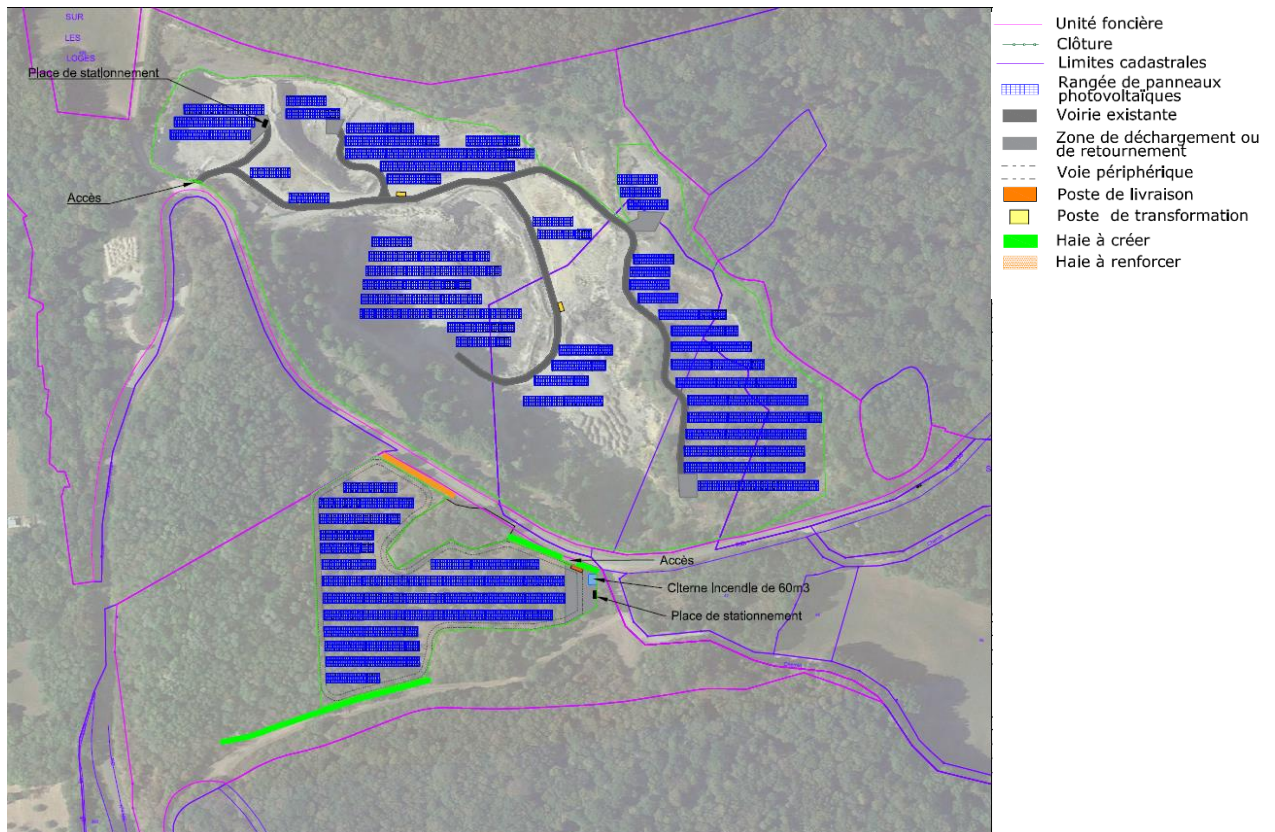 SUR
LES
LOGES
Place de stationnement
Accès
Accès
Citerne Incendie de 60m3
Place de stationnement
Unité foncière
Clôture
Limites cadastrales
Rangée de panneaux
photovoltaïques
Voirie existante
Zone de déchargement ou
de retournement
Voie périphérique
Poste de livraison
Poste de transformation
Haie à créer
Haie à renforcer